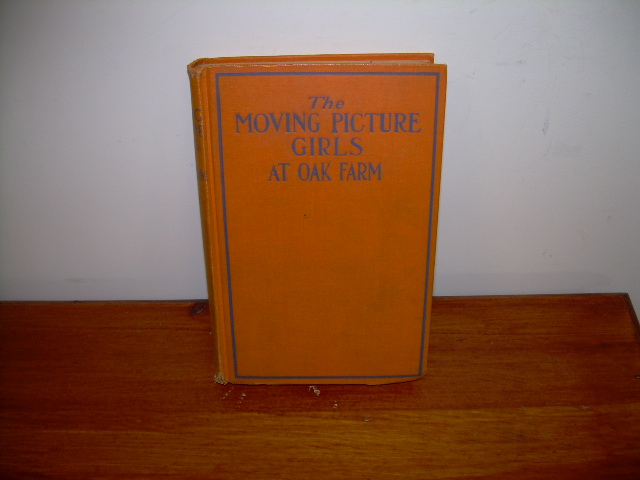 The
MOVING PICTURE
GIRLS
AT OAK FARM